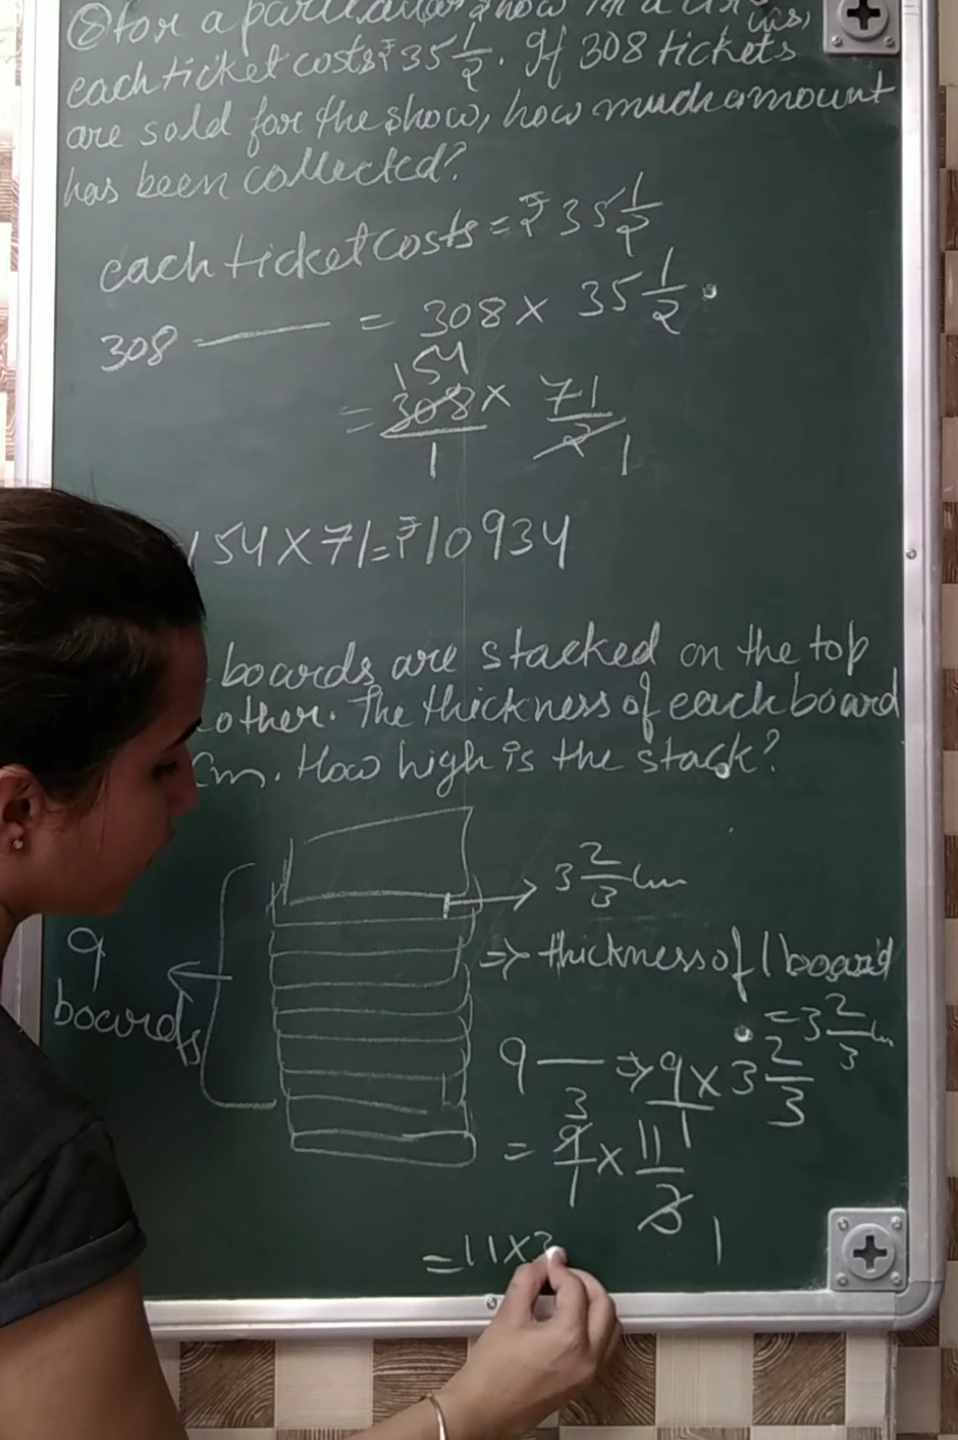 ⑧ For a particular show in a circus,
each ticket costs ₹35 1/2. If 308 tickets
are sold for the show, how much amount
has been collected?
each ticket costs = ₹35 1/2
308 —— = 308 × 35 1/2
154
= 308/1 × 71/2 1
154 × 71 = ₹10934
boards are stacked on the top
other. The thickness of each board
cm. How high is the stack?
3 2/3 cm
9
boards
⇒ thickness of 1 board
= 3 2/3 cm
9 — ⇒ 9/1 × 3 2/3
3
= 9/1 × 11/3 1
= 11 × 3